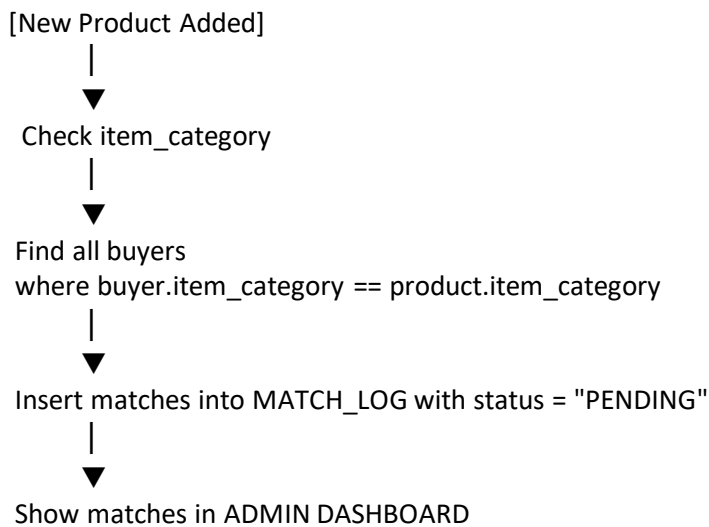 [New Product Added]
Check item_category
Find all buyers
where buyer.item_category == product.item_category
Insert matches into MATCH_LOG with status = "PENDING"
Show matches in ADMIN DASHBOARD